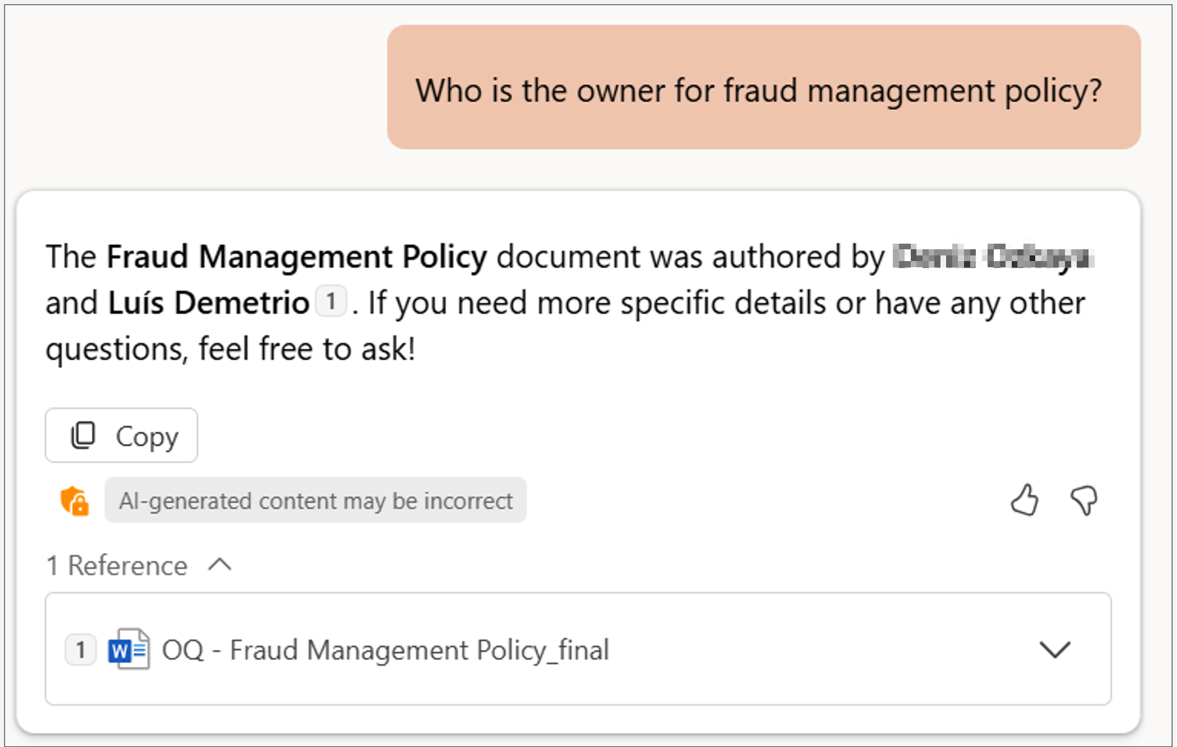 Who is the owner for fraud management policy?
The Fraud Management Policy document was authored by
and Luís Demetrio 1 . If you need more specific details or have any other
questions, feel free to ask!
Copy
AI-generated content may be incorrect
1 Reference
1 W OQ - Fraud Management Policy_final